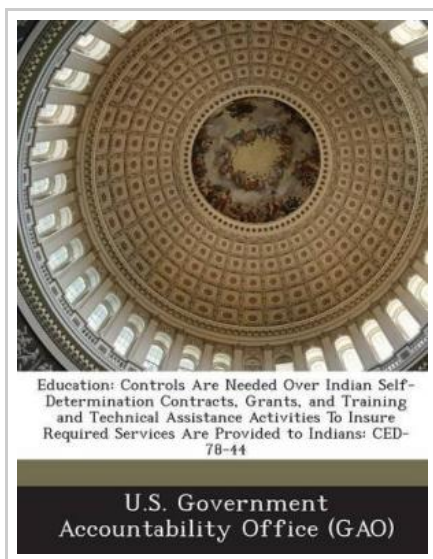 Education: Controls Are Needed Over Indian Self-
Determination Contracts, Grants, and Training
and Technical Assistance Activities To Insure
Required Services Are Provided to Indians: CED-
78-44
U.S. Government
Accountability Office (GAO)